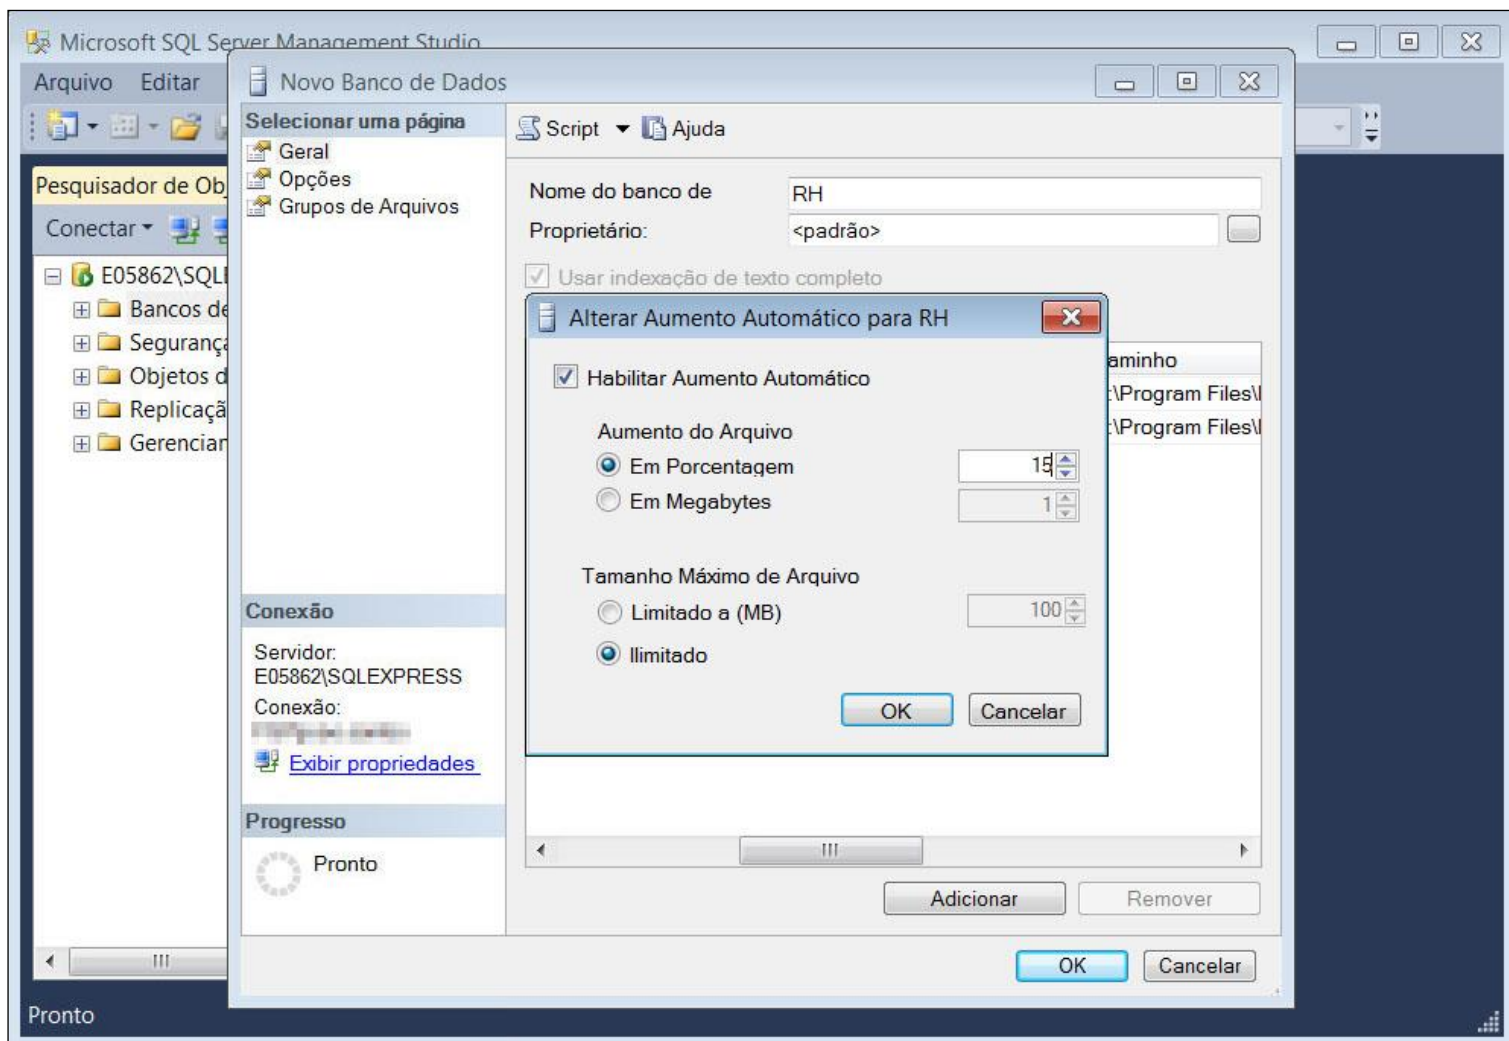 Microsoft SQL Server Management Studio
Arquivo Editar
Novo Banco de Dados
Selecionar uma página
Geral
Opções
Grupos de Arquivos
Script Ajuda
Pesquisador de Obj
Conectar
E05862\SQLE
Bancos de
Segurança
Objetos d
Replicaçã
Gerencian
Nome do banco de RH
Proprietário: <padrão>
Usar indexação de texto completo
Alterar Aumento Automático para RH
Habilitar Aumento Automático
Aumento do Arquivo
Em Porcentagem 15
Em Megabytes 1
Tamanho Máximo de Arquivo
Limitado a (MB) 100
Ilimitado
OK Cancelar
aminho
:\Program Files\
:\Program Files\
Conexão
Servidor:
E05862\SQLEXPRESS
Conexão:
Exibir propriedades
Progresso
Pronto
Adicionar Remover
OK Cancelar
Pronto